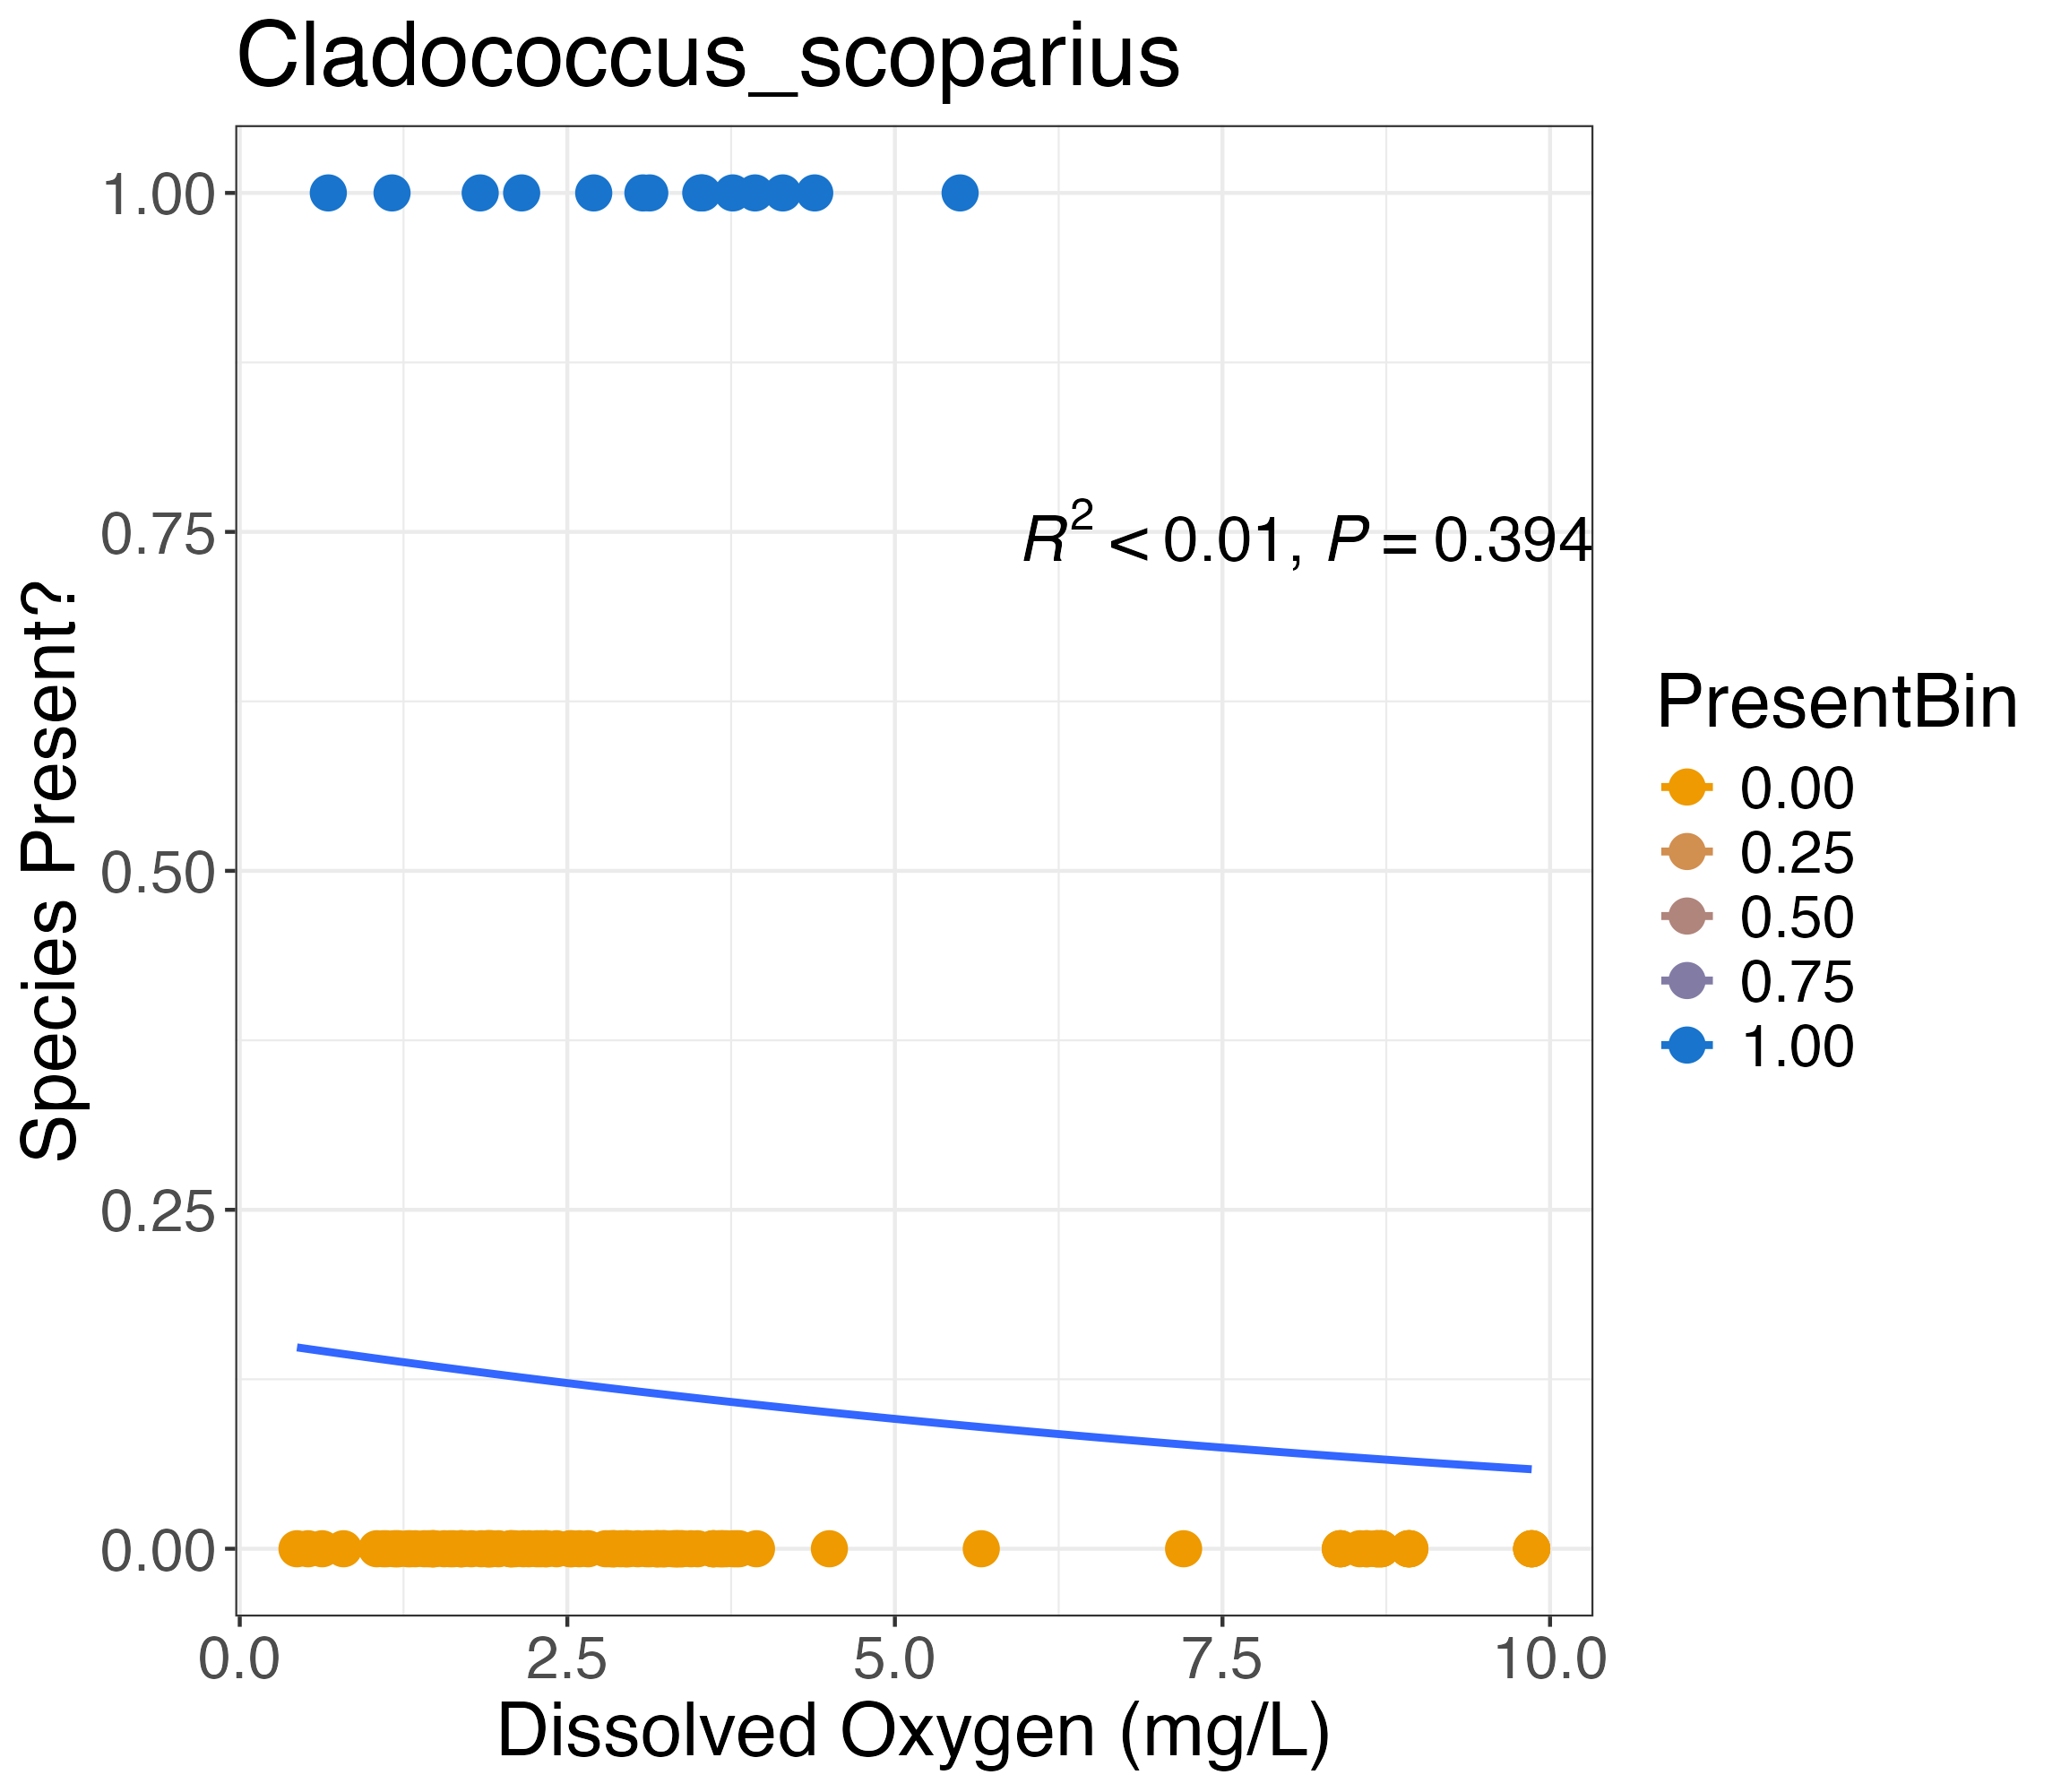 Cladococcus_scoparius
1.00
0.75
0.50
0.25
0.00
Species Present?
R² < 0.01, P = 0.394
0.0 2.5 5.0 7.5 10.0
Dissolved Oxygen (mg/L)
PresentBin
0.00
0.25
0.50
0.75
1.00